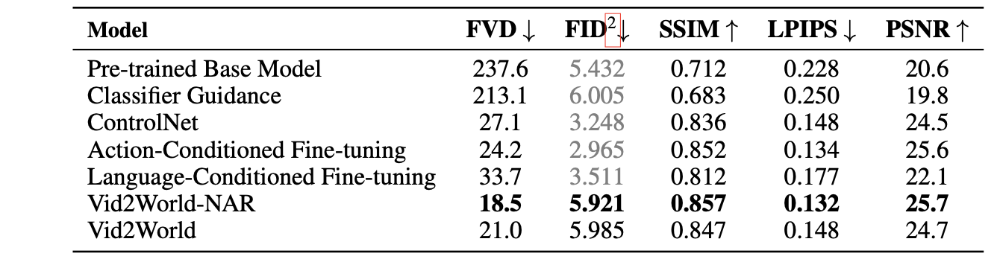 Model FVD ↓ FID² ↓ SSIM ↑ LPIPS ↓ PSNR ↑
Pre-trained Base Model 237.6 5.432 0.712 0.228 20.6
Classifier Guidance 213.1 6.005 0.683 0.250 19.8
ControlNet 27.1 3.248 0.836 0.148 24.5
Action-Conditioned Fine-tuning 24.2 2.965 0.852 0.134 25.6
Language-Conditioned Fine-tuning 33.7 3.511 0.812 0.177 22.1
Vid2World-NAR 18.5 5.921 0.857 0.132 25.7
Vid2World 21.0 5.985 0.847 0.148 24.7